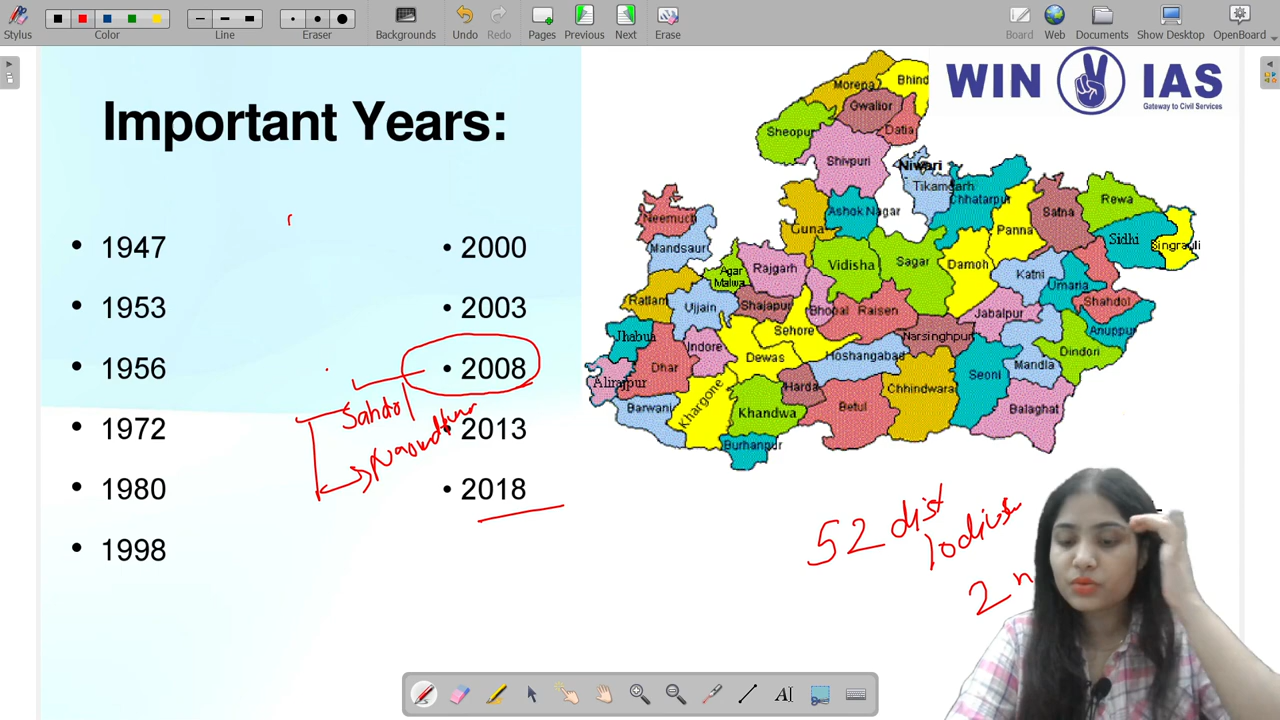 Stylus
Color
Line
Eraser
Backgrounds
Undo
Redo
Pages
Previous
Next
Erase
Board
Web
Documents
Show Desktop
OpenBoard
WIN IAS
Gateway to Civil Services
Important Years:
• 1947
• 1953
• 1956
• 1972
• 1980
• 1998
• 2000
• 2003
• 2008
• 2013
• 2018
Sahdol
52 dist
10 divisn
2 n
Morena
Bhind
Gwalior
Sheopur
Datia
Shivpuri
Niwari
Tikamgarh
Chhatarpur
Neemuch
Ashok Nagar
Guna
Panna
Satna
Rewa
Mandsaur
Sidhi
Singrauli
Agar Malwa
Rajgarh
Vidisha
Sagar
Damoh
Katni
Umaria
Ratlam
Ujjain
Shajapur
Bhopal
Raisen
Jabalpur
Shahdol
Anuppur
Jhabua
Indore
Sehore
Narsinghpur
Dewas
Hoshangabad
Dindori
Dhar
Alirajpur
Harda
Chhindwara
Seoni
Mandla
Barwani
Khargone
Khandwa
Betul
Balaghat
Burhanpur
AI